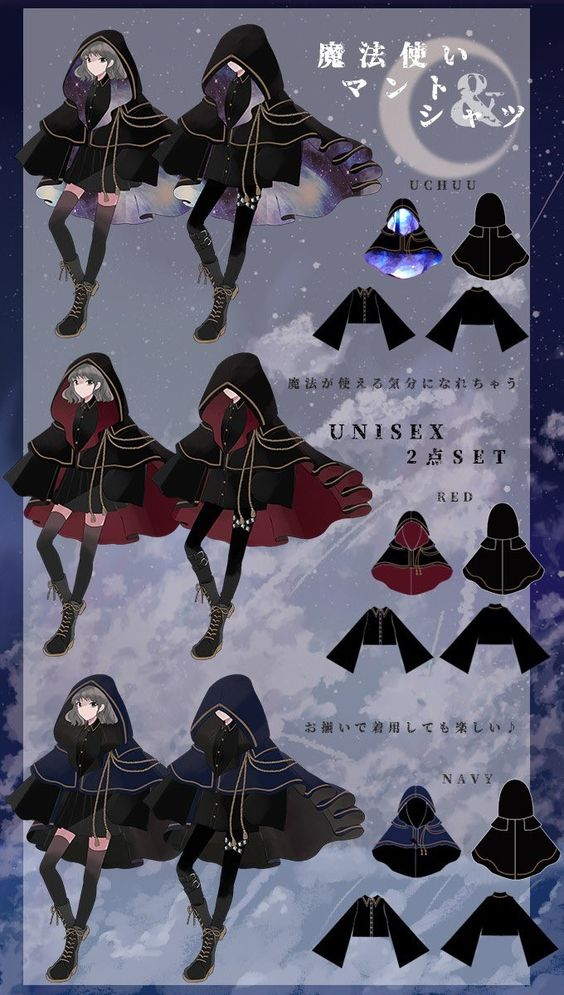 魔法使い
マント
&
シャツ
UCHUU
魔法が使える気分になれちゃう
UNISEX
2点SET
RED
お揃いで着用しても楽しい♪
NAVY